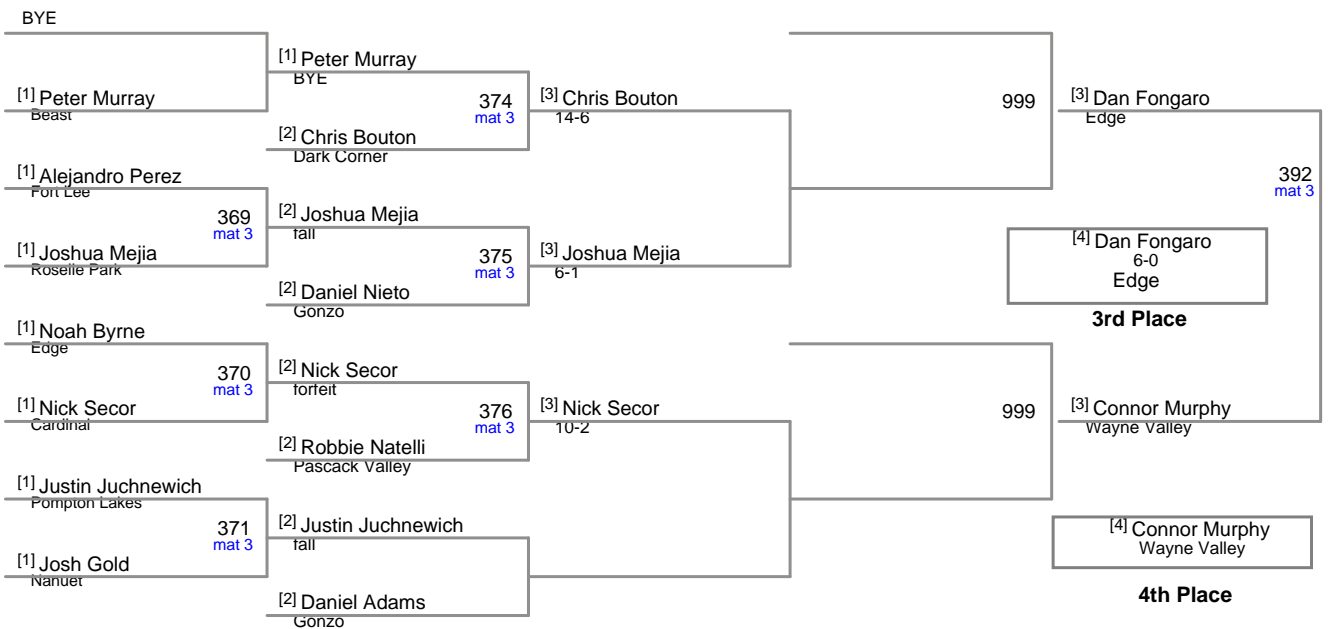 BYE
[1] Peter Murray
Beast
[1] Alejandro Perez
Fort Lee
369
mat 3
[1] Joshua Mejia
Roselle Park
[1] Noah Byrne
Edge
370
mat 3
[1] Nick Secor
Cardinal
[1] Justin Juchnewich
Pompton Lakes
371
mat 3
[1] Josh Gold
Nanuet
[1] Peter Murray
BYE
374
mat 3
[2] Chris Bouton
Dark Corner
[2] Joshua Mejia
fall
375
mat 3
[2] Daniel Nieto
Gonzo
[2] Nick Secor
forfeit
376
mat 3
[2] Robbie Natelli
Pascack Valley
[2] Justin Juchnewich
fall
[2] Daniel Adams
Gonzo
[3] Chris Bouton
14-6
[3] Joshua Mejia
6-1
[3] Nick Secor
10-2
999
999
[3] Dan Fongaro
Edge
392
mat 3
[4] Dan Fongaro
6-0
Edge
3rd Place
[3] Connor Murphy
Wayne Valley
[4] Connor Murphy
Wayne Valley
4th Place